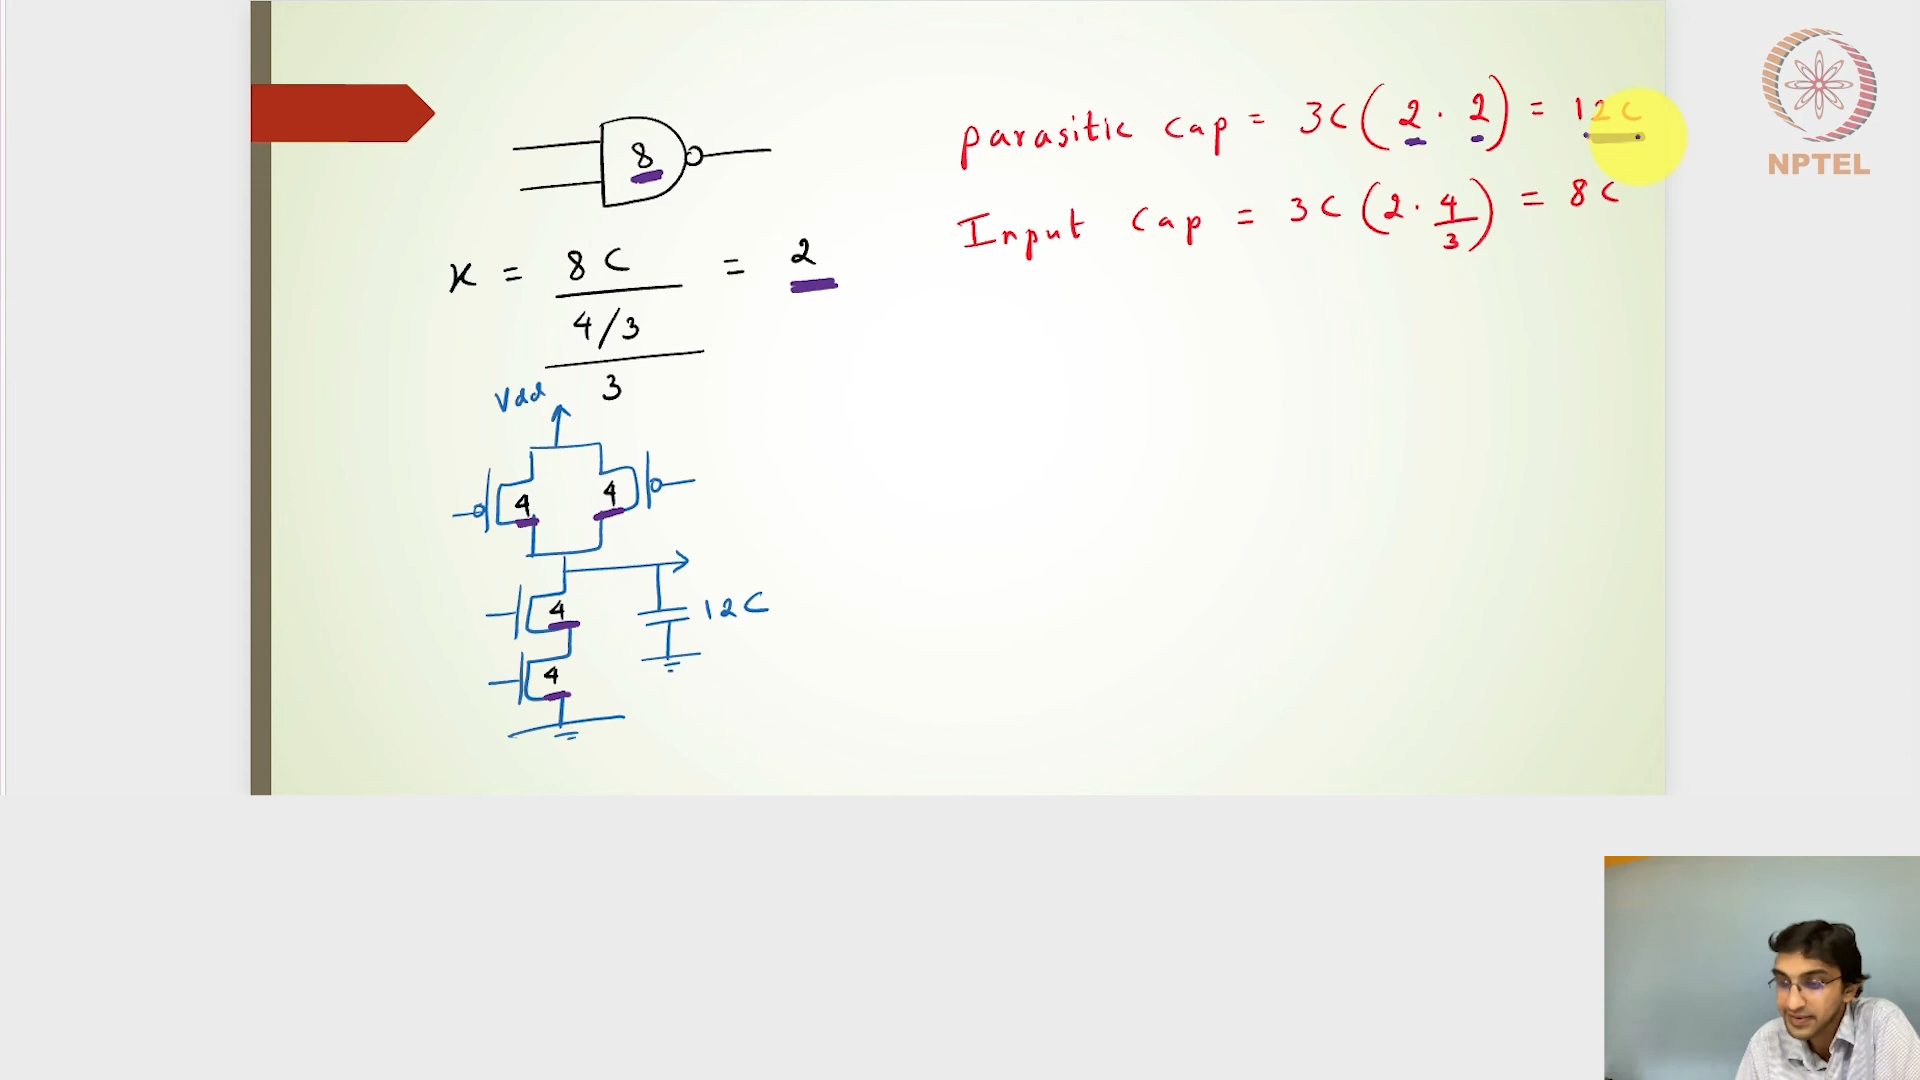 parasitic cap = 3C (2 · 2) = 12C
Input cap = 3C (2 · 4/3) = 8C
8
K = 8C / 4/3 / 3 = 2
Vdd
4 4
4
12C
4
NPTEL